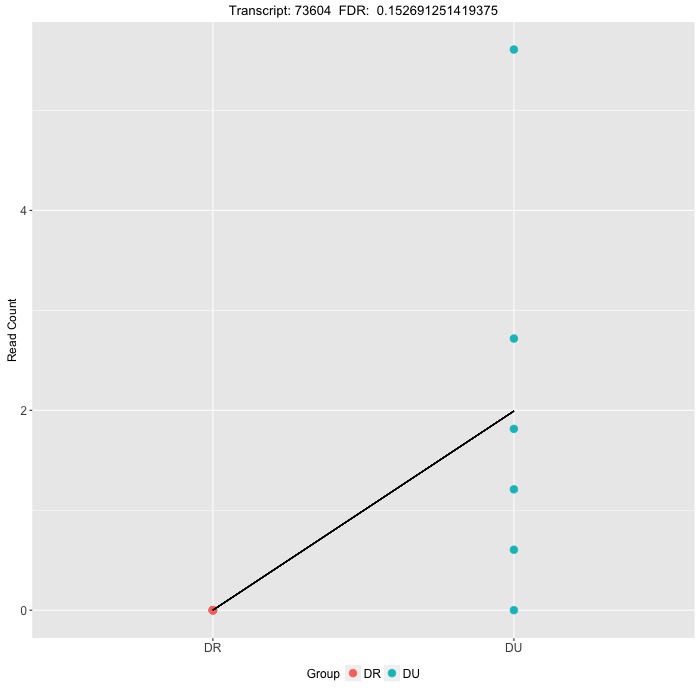 Transcript: 73604  FDR:  0.152691251419375
Read Count
4
2
0
DR DU
Group DR DU